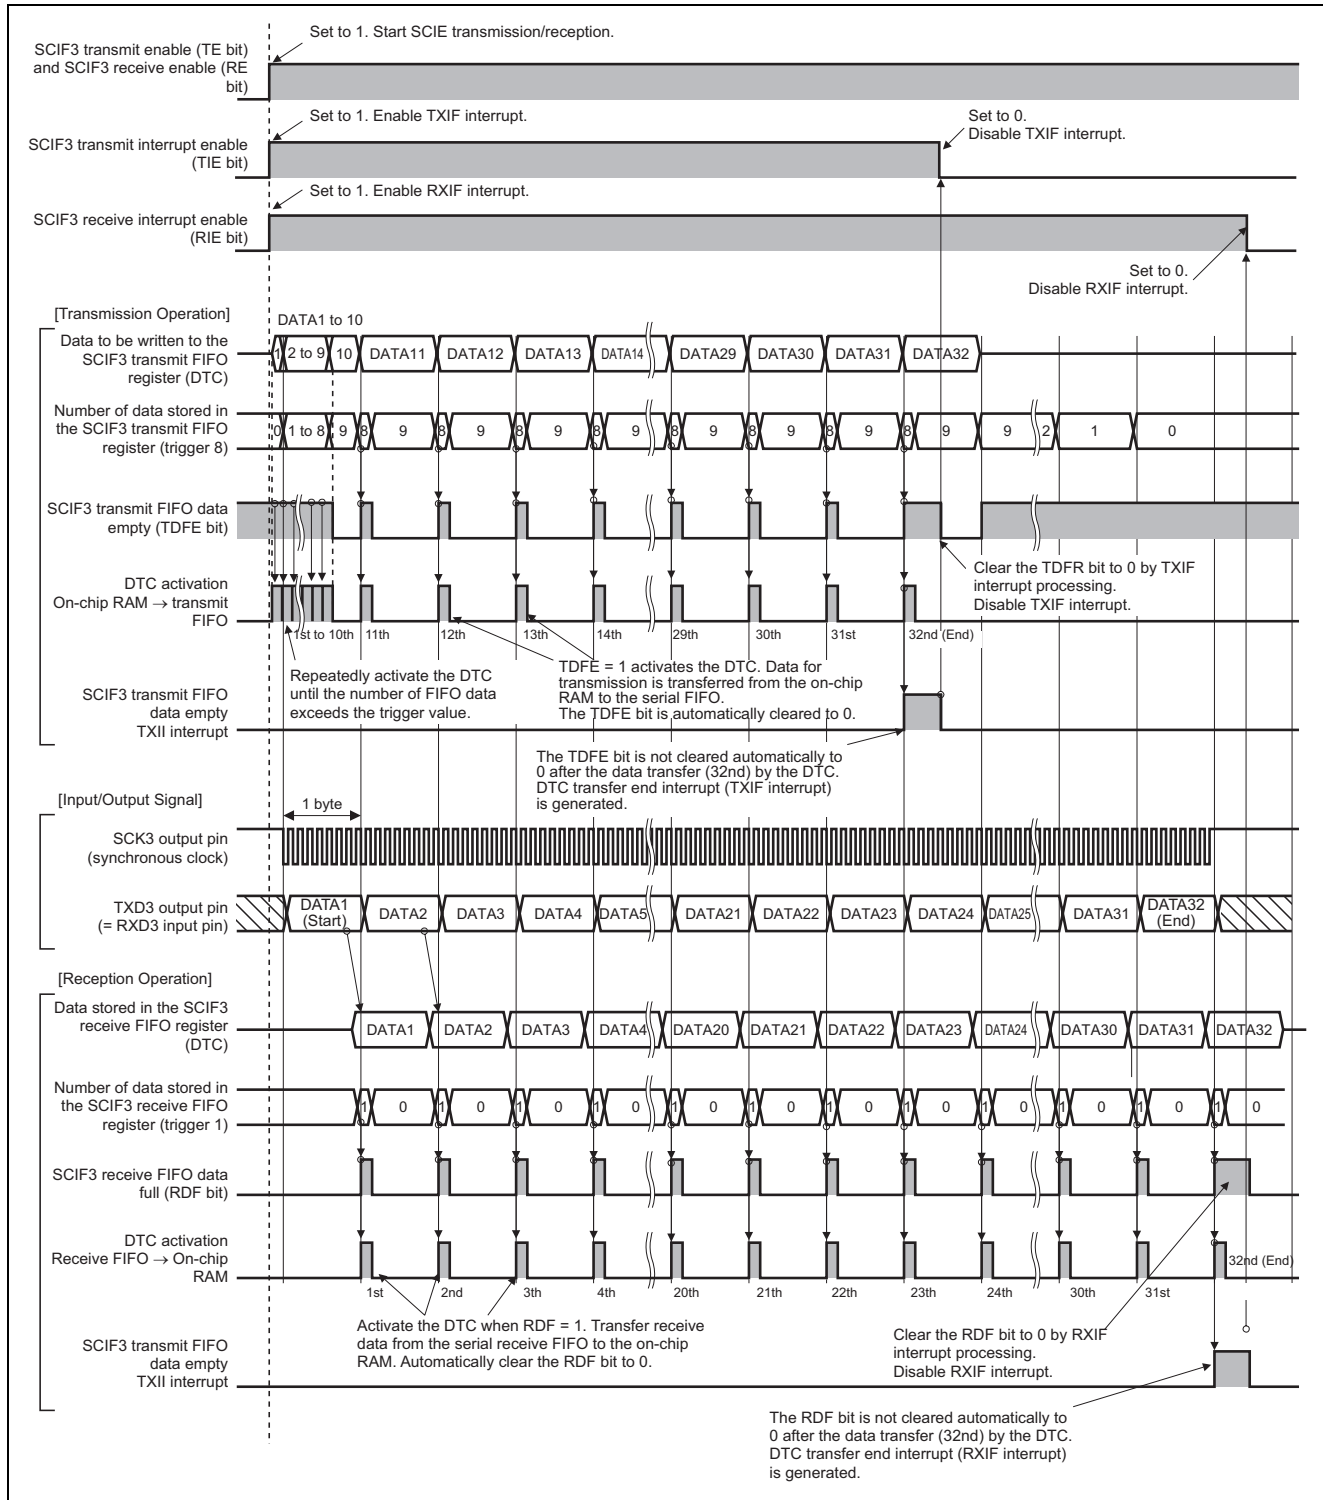 Set to 1. Start SCIE transmission/reception.
SCIF3 transmit enable (TE bit)
and SCIF3 receive enable (RE
bit)
Set to 1. Enable TXIF interrupt.
Set to 0.
Disable TXIF interrupt.
SCIF3 transmit interrupt enable
(TIE bit)
Set to 1. Enable RXIF interrupt.
SCIF3 receive interrupt enable
(RIE bit)
Set to 0.
Disable RXIF interrupt.
[Transmission Operation]
DATA1 to 10
Data to be written to the
SCIF3 transmit FIFO
register (DTC)
1 2 to 9 10 DATA11 DATA12 DATA13 DATA14 DATA29 DATA30 DATA31 DATA32
Number of data stored in
the SCIF3 transmit FIFO
register (trigger 8)
0 1 to 8 9 8 9 8 9 8 9 8 9 8 9 8 9 8 9 8 9 9 2 1 0
SCIF3 transmit FIFO data
empty (TDFE bit)
Clear the TDFR bit to 0 by TXIF
interrupt processing.
Disable TXIF interrupt.
DTC activation
On-chip RAM → transmit
FIFO
1st to 10th 11th 12th 13th 14th 29th 30th 31st 32nd (End)
Repeatedly activate the DTC
until the number of FIFO data
exceeds the trigger value.
TDFE = 1 activates the DTC. Data for
transmission is transferred from the on-chip
RAM to the serial FIFO.
The TDFE bit is automatically cleared to 0.
SCIF3 transmit FIFO
data empty
TXII interrupt
The TDFE bit is not cleared automatically to
0 after the data transfer (32nd) by the DTC.
DTC transfer end interrupt (TXIF interrupt)
is generated.
[Input/Output Signal]
1 byte
SCK3 output pin
(synchronous clock)
TXD3 output pin
(= RXD3 input pin)
DATA1
(Start)
DATA2 DATA3 DATA4 DATA5 DATA21 DATA22 DATA23 DATA24 DATA25 DATA31
DATA32
(End)
[Reception Operation]
Data stored in the SCIF3
receive FIFO register
(DTC)
DATA1 DATA2 DATA3 DATA4 DATA20 DATA21 DATA22 DATA23 DATA24 DATA30 DATA31 DATA32
Number of data stored in
the SCIF3 receive FIFO
register (trigger 1)
1 0 1 0 1 0 1 0 1 0 1 0 1 0 1 0 1 0 1 0 1 0 1 0
SCIF3 receive FIFO data
full (RDF bit)
DTC activation
Receive FIFO → On-chip
RAM
1st 2nd 3th 4th 20th 21th 22th 23th 24th 30th 31st 32nd (End)
Activate the DTC when RDF = 1. Transfer receive
data from the serial receive FIFO to the on-chip
RAM. Automatically clear the RDF bit to 0.
Clear the RDF bit to 0 by RXIF
interrupt processing.
Disable RXIF interrupt.
SCIF3 transmit FIFO
data empty
TXII interrupt
The RDF bit is not cleared automatically to
0 after the data transfer (32nd) by the DTC.
DTC transfer end interrupt (RXIF interrupt)
is generated.